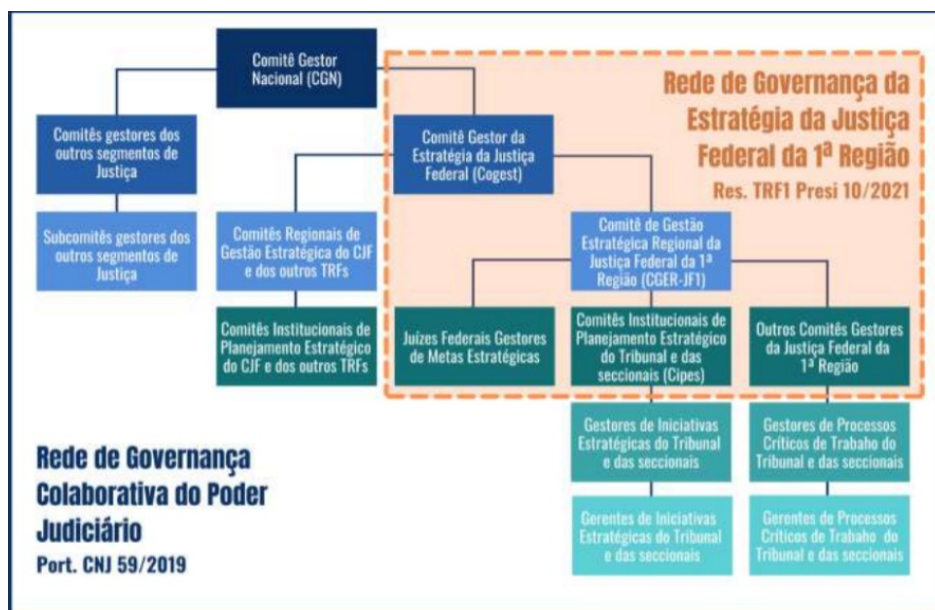 Comitê Gestor
Nacional (CGN)
Rede de Governança da
Estratégia da Justiça
Federal da 1ª Região
Res. TRF1 Presi 10/2021
Comitês gestores dos
outros segmentos de
Justiça
Comitê Gestor da
Estratégia da Justiça
Federal (Cogest)
Subcomitês gestores dos
outros segmentos de
Justiça
Comitês Regionais de
Gestão Estratégica do CJF
e dos outros TRFs
Comitê de Gestão
Estratégica Regional da
Justiça Federal da 1ª
Região (CGER-JF1)
Comitês Institucionais de
Planejamento Estratégico
do CJF e dos outros TRFs
Juízes Federais Gestores
de Metas Estratégicas
Comitês Institucionais de
Planejamento Estratégico
do Tribunal e das
seccionais (Cipes)
Outros Comitês Gestores
da Justiça Federal da
1ª Região
Gestores de Iniciativas
Estratégicas do Tribunal
e das seccionais
Gestores de Processos
Críticos de Trabaho do
Tribunal e das seccionais
Gerentes de Iniciativas
Estratégicas do Tribunal
e das seccionais
Gerentes de Processos
Críticos de Trabaho do
Tribunal e das seccionais
Rede de Governança
Colaborativa do Poder
Judiciário
Port. CNJ 59/2019